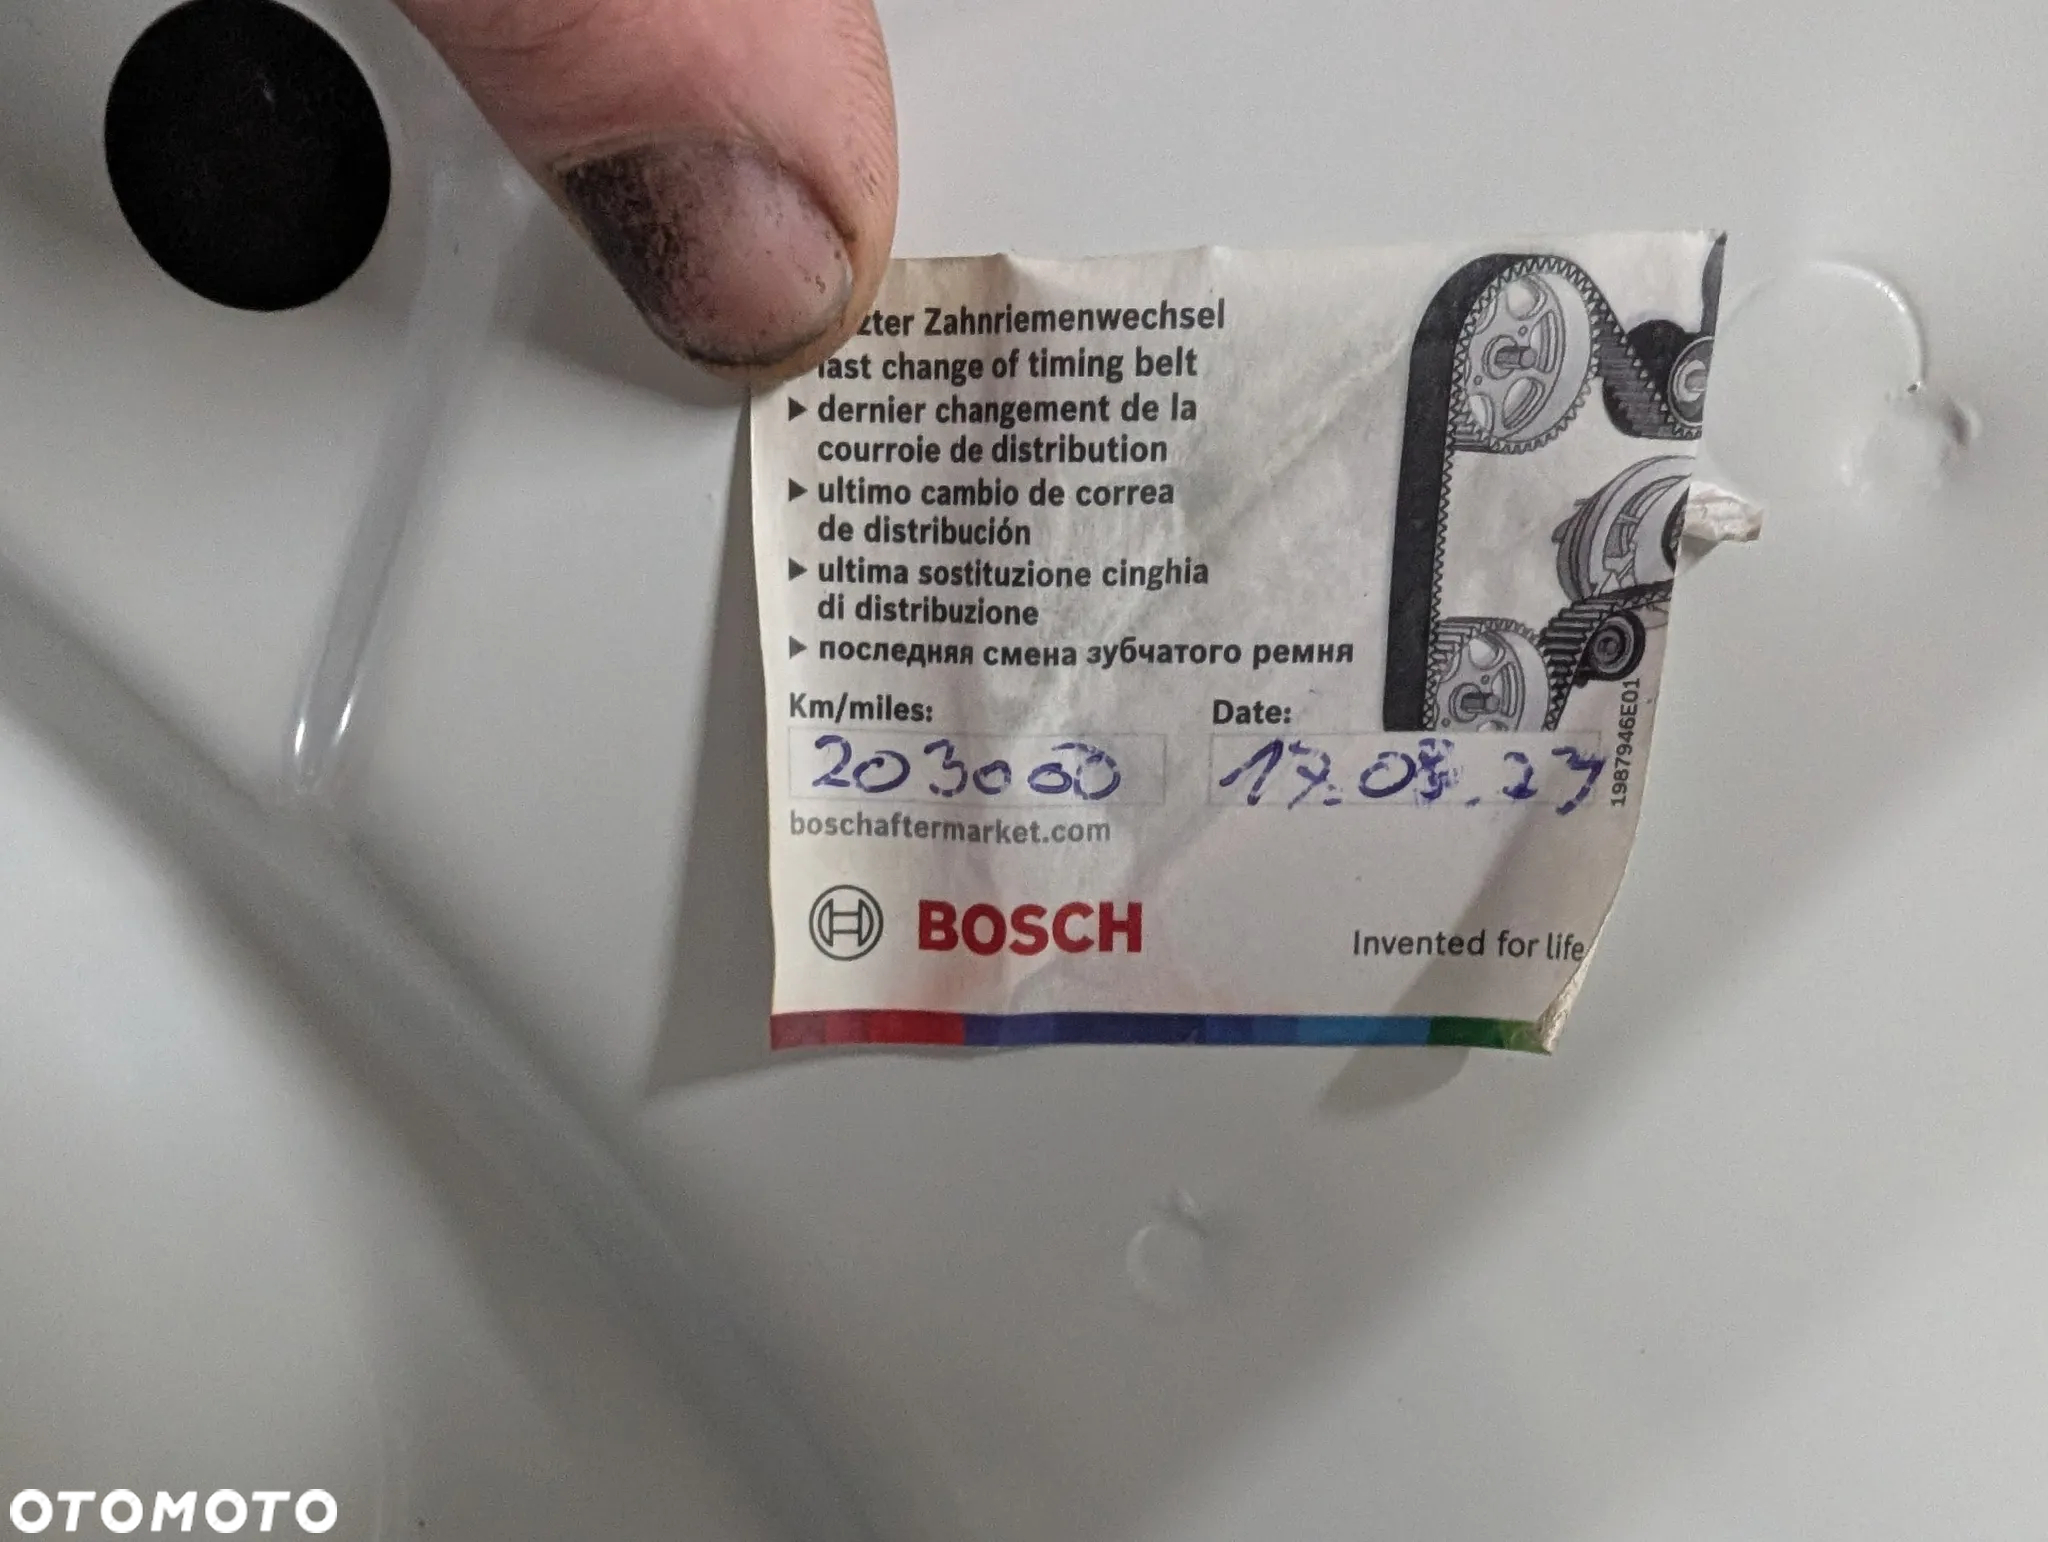 Zahnriemenwechsel
last change of timing belt
▶ dernier changement de la
courroie de distribution
▶ ultimo cambio de correa
de distribución
▶ ultima sostituzione cinghia
di distribuzione
▶ последняя смена зубчатого ремня
Km/miles: Date:
203000
boschaftermarket.com
1987946E01
BOSCH
Invented for life
OTOMOTO